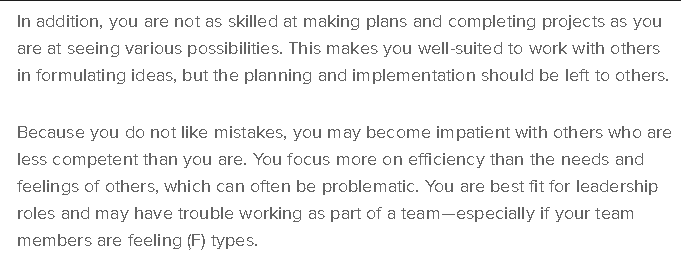 In addition, you are not as skilled at making plans and completing projects as you
are at seeing various possibilities. This makes you well-suited to work with others
in formulating ideas, but the planning and implementation should be left to others.
Because you do not like mistakes, you may become impatient with others who are
less competent than you are. You focus more on efficiency than the needs and
feelings of others, which can often be problematic. You are best fit for leadership
roles and may have trouble working as part of a team—especially if your team
members are feeling (F) types.